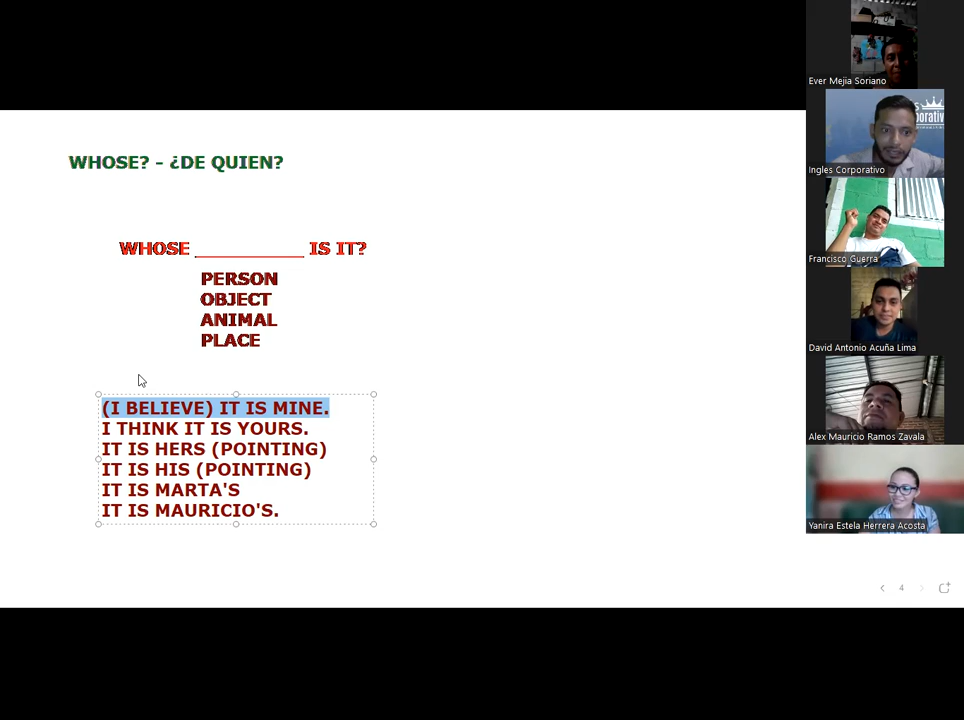 WHOSE? - ¿DE QUIEN?
WHOSE __________ IS IT?
PERSON
OBJECT
ANIMAL
PLACE
(I BELIEVE) IT IS MINE.
I THINK IT IS YOURS.
IT IS HERS (POINTING)
IT IS HIS (POINTING)
IT IS MARTA'S
IT IS MAURICIO'S.
4
Ever Mejia Soriano
Ingles Corporativo
Francisco Guerra
David Antonio Acuña Lima
Alex Mauricio Ramos Zavala
Yanira Estela Herrera Acosta